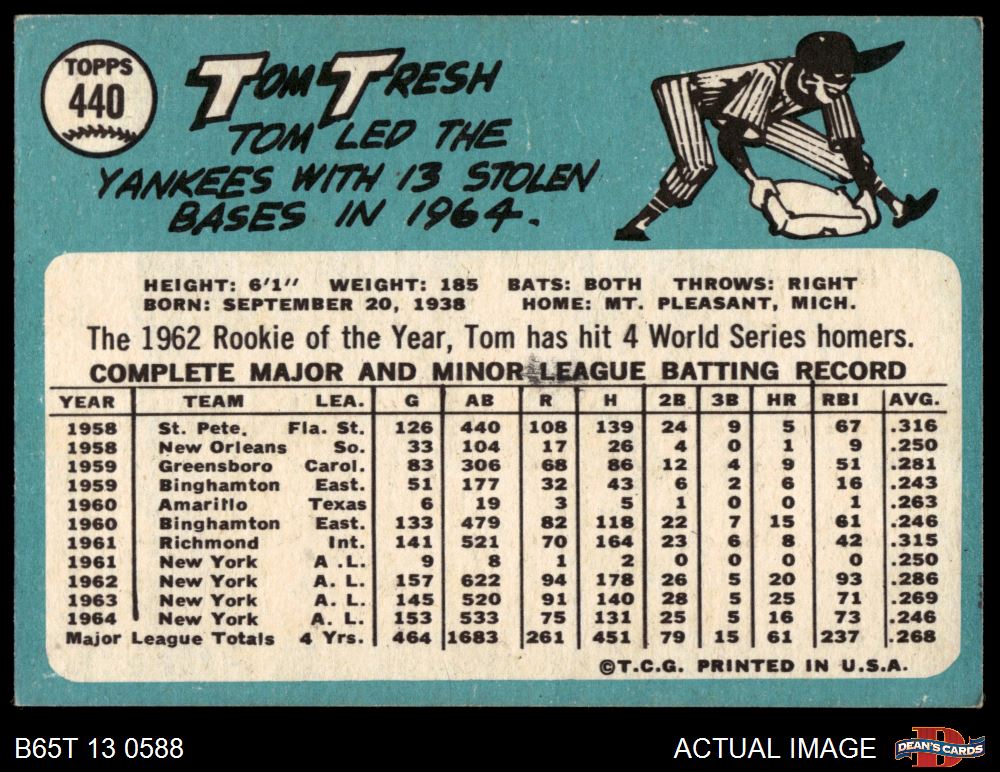 TOPPS
440
TOM TRESH
TOM LED THE
YANKEES WITH 13 STOLEN
BASES IN 1964.
HEIGHT: 6'1" WEIGHT: 185 BATS: BOTH THROWS: RIGHT
BORN: SEPTEMBER 20, 1938 HOME: MT. PLEASANT, MICH.
The 1962 Rookie of the Year, Tom has hit 4 World Series homers.
COMPLETE MAJOR AND MINOR LEAGUE BATTING RECORD
YEAR TEAM LEA. G AB R H 2B 3B HR RBI AVG.
1958 St. Pete. Fla. St. 126 440 108 139 24 9 5 67 .316
1958 New Orleans So. 33 104 17 26 4 0 1 9 .250
1959 Greensboro Carol. 83 306 68 86 12 4 9 51 .281
1959 Binghamton East. 51 177 32 43 6 2 6 16 .243
1960 Amarillo Texas 6 19 3 5 1 0 0 1 .263
1960 Binghamton East. 133 479 82 118 22 7 15 61 .246
1961 Richmond Int. 141 521 70 164 23 6 8 42 .315
1961 New York A .L. 9 8 1 2 0 0 0 0 .250
1962 New York A. L. 157 622 94 178 26 5 20 93 .286
1963 New York A. L. 145 520 91 140 28 5 25 71 .269
1964 New York A. L. 153 533 75 131 25 5 16 73 .246
Major League Totals 4 Yrs. 464 1683 261 451 79 15 61 237 .268
©T.C.G. PRINTED IN U.S.A.
B65T 13 0588
ACTUAL IMAGE
D
DEAN'S CARDS